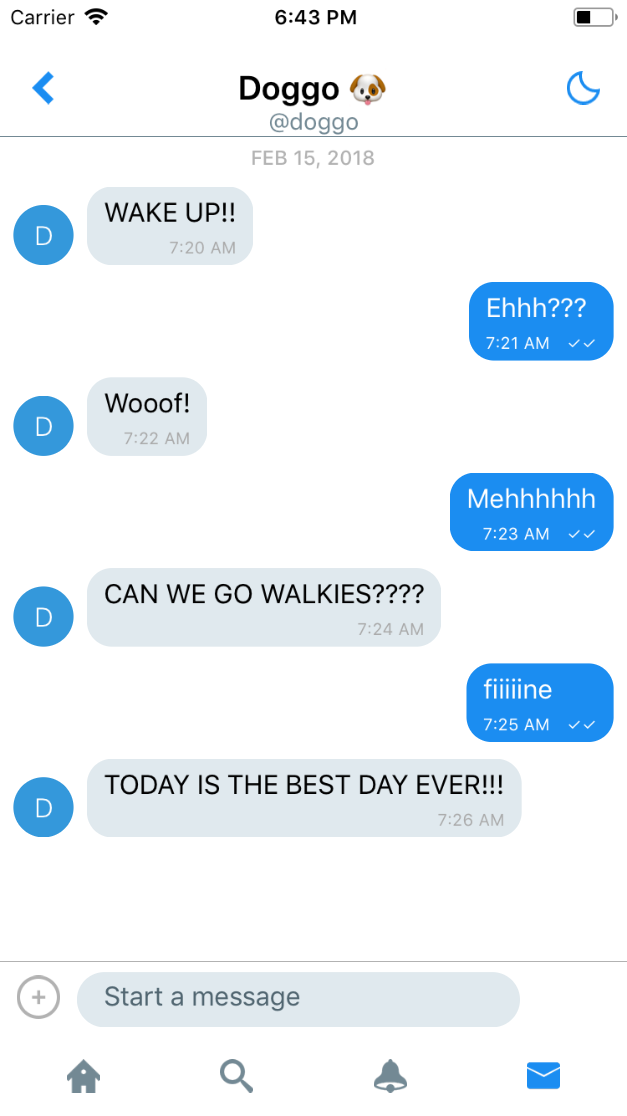 Carrier 6:43 PM
Doggo 🐶
@doggo
FEB 15, 2018
WAKE UP!!
7:20 AM
D
Ehhh???
7:21 AM ✓✓
Wooof!
7:22 AM
D
Mehhhhhh
7:23 AM ✓✓
CAN WE GO WALKIES????
7:24 AM
D
fiiiiine
7:25 AM ✓✓
TODAY IS THE BEST DAY EVER!!!
7:26 AM
D
Start a message